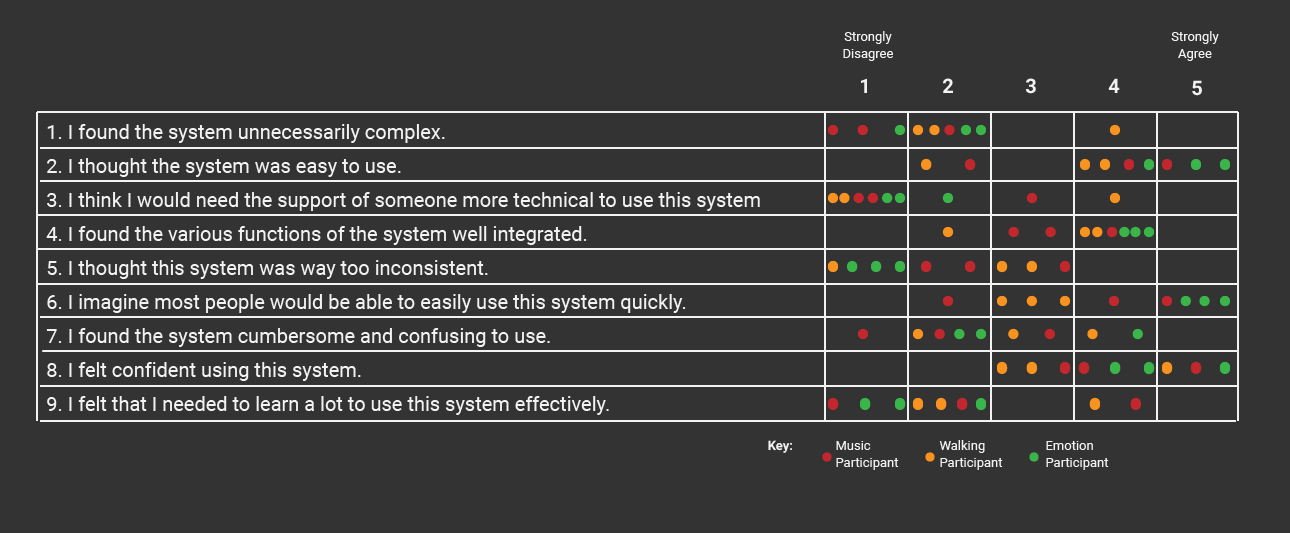 Strongly
Disagree
Strongly
Agree
1 2 3 4 5
1. I found the system unnecessarily complex.
2. I thought the system was easy to use.
3. I think I would need the support of someone more technical to use this system
4. I found the various functions of the system well integrated.
5. I thought this system was way too inconsistent.
6. I imagine most people would be able to easily use this system quickly.
7. I found the system cumbersome and confusing to use.
8. I felt confident using this system.
9. I felt that I needed to learn a lot to use this system effectively.
Key:
Music
Participant
Walking
Participant
Emotion
Participant